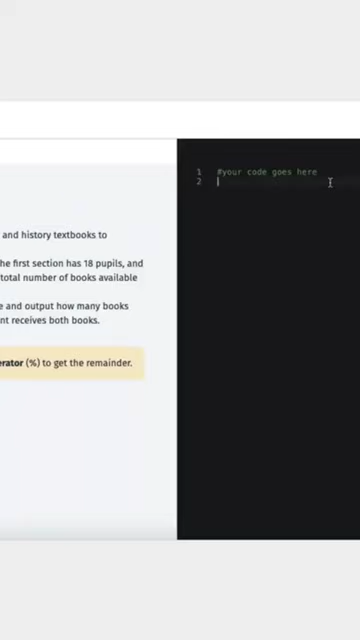 and history textbooks to
he first section has 18 pupils, and
total number of books available
e and output how many books
ent receives both books.
erator (%) to get the remainder.
1 #your code goes here
2